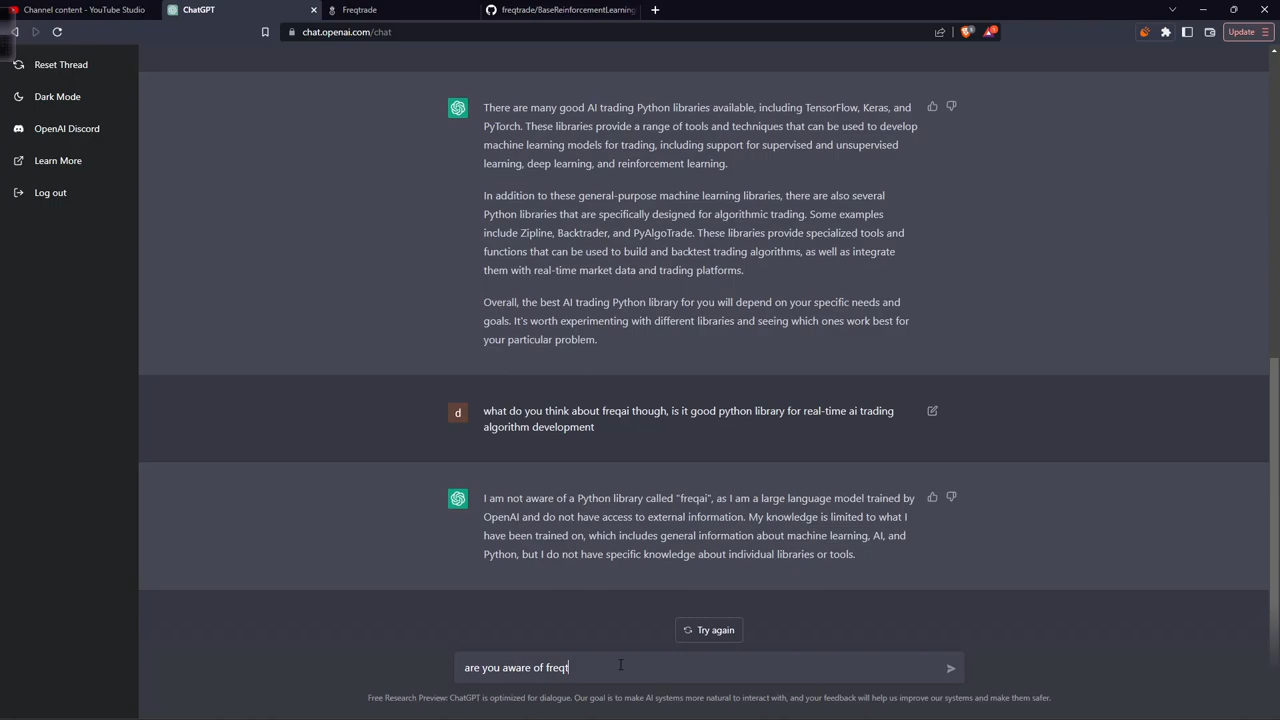 Channel content - YouTube Studio
ChatGPT
Freqtrade
freqtrade/BaseReinforcementLearning
chat.openai.com/chat
Update
Reset Thread
Dark Mode
OpenAI Discord
Learn More
Log out
There are many good AI trading Python libraries available, including TensorFlow, Keras, and
PyTorch. These libraries provide a range of tools and techniques that can be used to develop
machine learning models for trading, including support for supervised and unsupervised
learning, deep learning, and reinforcement learning.
In addition to these general-purpose machine learning libraries, there are also several
Python libraries that are specifically designed for algorithmic trading. Some examples
include Zipline, Backtrader, and PyAlgoTrade. These libraries provide specialized tools and
functions that can be used to build and backtest trading algorithms, as well as integrate
them with real-time market data and trading platforms.
Overall, the best AI trading Python library for you will depend on your specific needs and
goals. It's worth experimenting with different libraries and seeing which ones work best for
your particular problem.
d
what do you think about freqai though, is it good python library for real-time ai trading
algorithm development
I am not aware of a Python library called "freqai", as I am a large language model trained by
OpenAI and do not have access to external information. My knowledge is limited to what I
have been trained on, which includes general information about machine learning, AI, and
Python, but I do not have specific knowledge about individual libraries or tools.
Try again
are you aware of freqt
Free Research Preview: ChatGPT is optimized for dialogue. Our goal is to make AI systems more natural to interact with, and your feedback will help us improve our systems and make them safer.